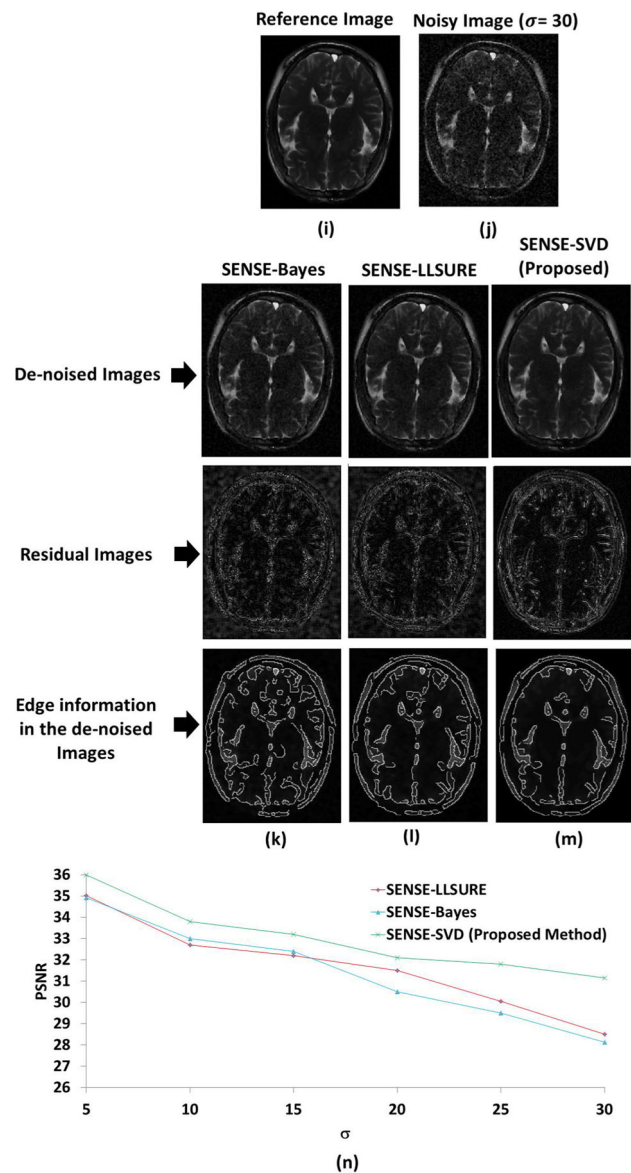 Reference Image
Noisy Image (σ= 30)
(i)
(j)
SENSE-Bayes
SENSE-LLSURE
SENSE-SVD
(Proposed)
De-noised Images
Residual Images
Edge information
in the de-noised
Images
(k)
(l)
(m)
36
35
34
33
32
31
30
29
28
27
26
PSNR
SENSE-LLSURE
SENSE-Bayes
SENSE-SVD (Proposed Method)
5
10
15
20
25
30
σ
(n)